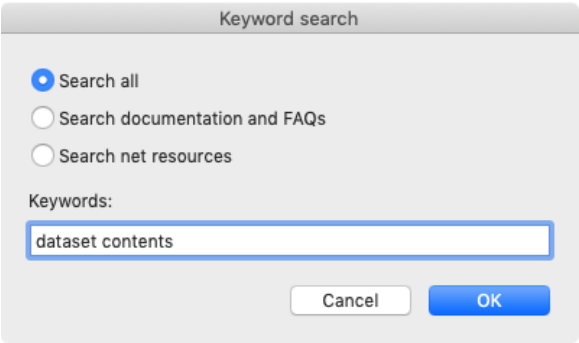 Keyword search
Search all
Search documentation and FAQs
Search net resources
Keywords:
dataset contents
Cancel OK